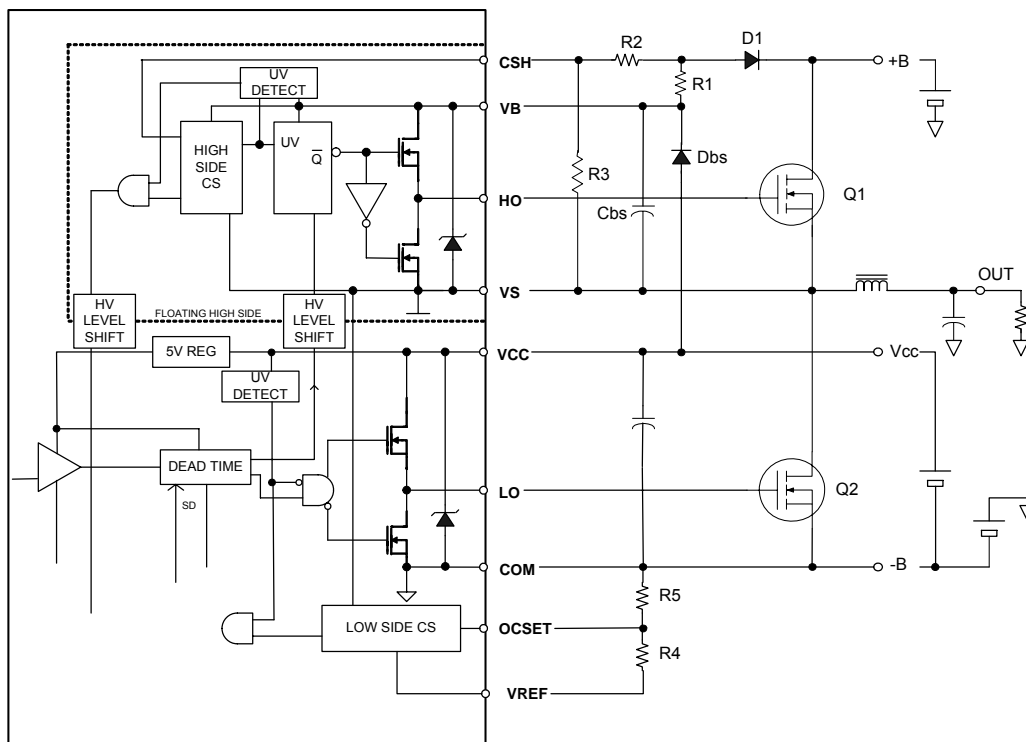 R2
D1
CSH
+B
UV
DETECT
R1
VB
HIGH
SIDE
CS
UV
Q
Dbs
R3
HO
Q1
Cbs
OUT
VS
HV
LEVEL
SHIFT
FLOATING HIGH SIDE
HV
LEVEL
SHIFT
5V REG
VCC
Vcc
UV
DETECT
DEAD TIME
LO
Q2
SD
COM
-B
R5
LOW SIDE CS
OCSET
R4
VREF